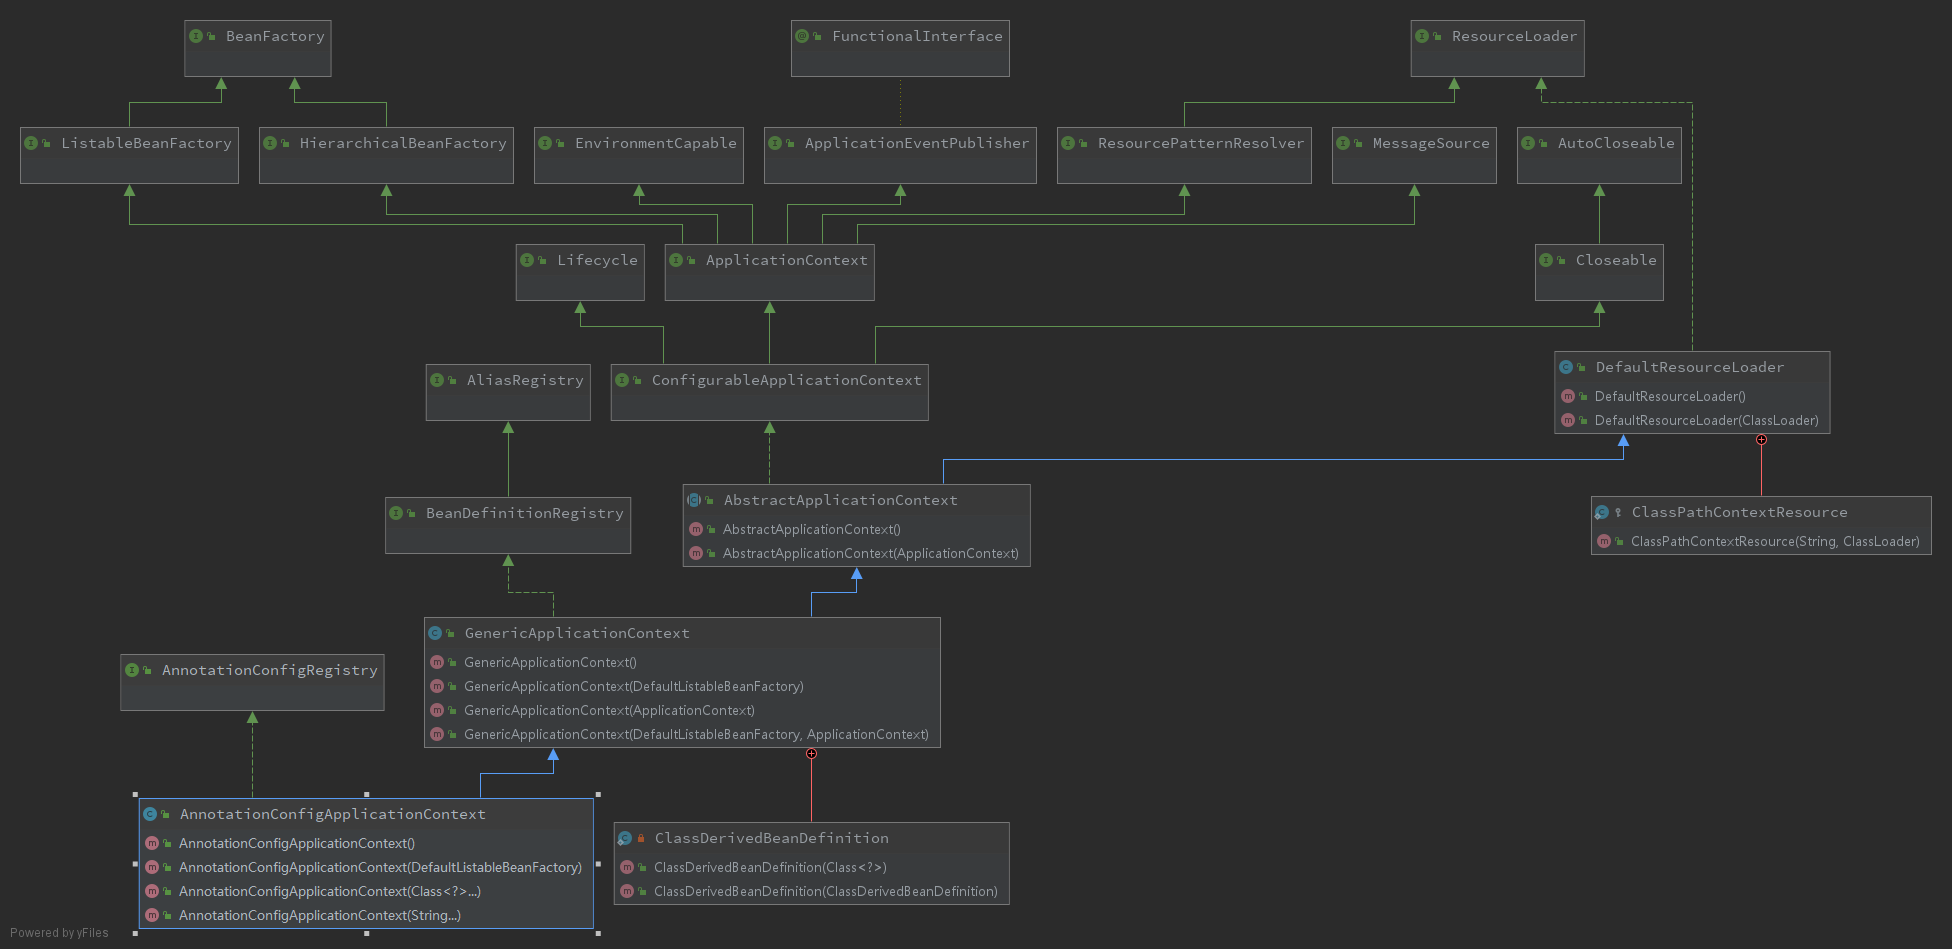 BeanFactory
FunctionalInterface
ResourceLoader
ListableBeanFactory
HierarchicalBeanFactory
EnvironmentCapable
ApplicationEventPublisher
ResourcePatternResolver
MessageSource
AutoCloseable
Lifecycle
ApplicationContext
Closeable
AliasRegistry
ConfigurableApplicationContext
DefaultResourceLoader
DefaultResourceLoader()
DefaultResourceLoader(ClassLoader)
BeanDefinitionRegistry
AbstractApplicationContext
AbstractApplicationContext()
AbstractApplicationContext(ApplicationContext)
ClassPathContextResource
ClassPathContextResource(String, ClassLoader)
AnnotationConfigRegistry
GenericApplicationContext
GenericApplicationContext()
GenericApplicationContext(DefaultListableBeanFactory)
GenericApplicationContext(ApplicationContext)
GenericApplicationContext(DefaultListableBeanFactory, ApplicationContext)
AnnotationConfigApplicationContext
AnnotationConfigApplicationContext()
AnnotationConfigApplicationContext(DefaultListableBeanFactory)
AnnotationConfigApplicationContext(Class<?>...)
AnnotationConfigApplicationContext(String...)
ClassDerivedBeanDefinition
ClassDerivedBeanDefinition(Class<?>)
ClassDerivedBeanDefinition(ClassDerivedBeanDefinition)
Powered by yFiles